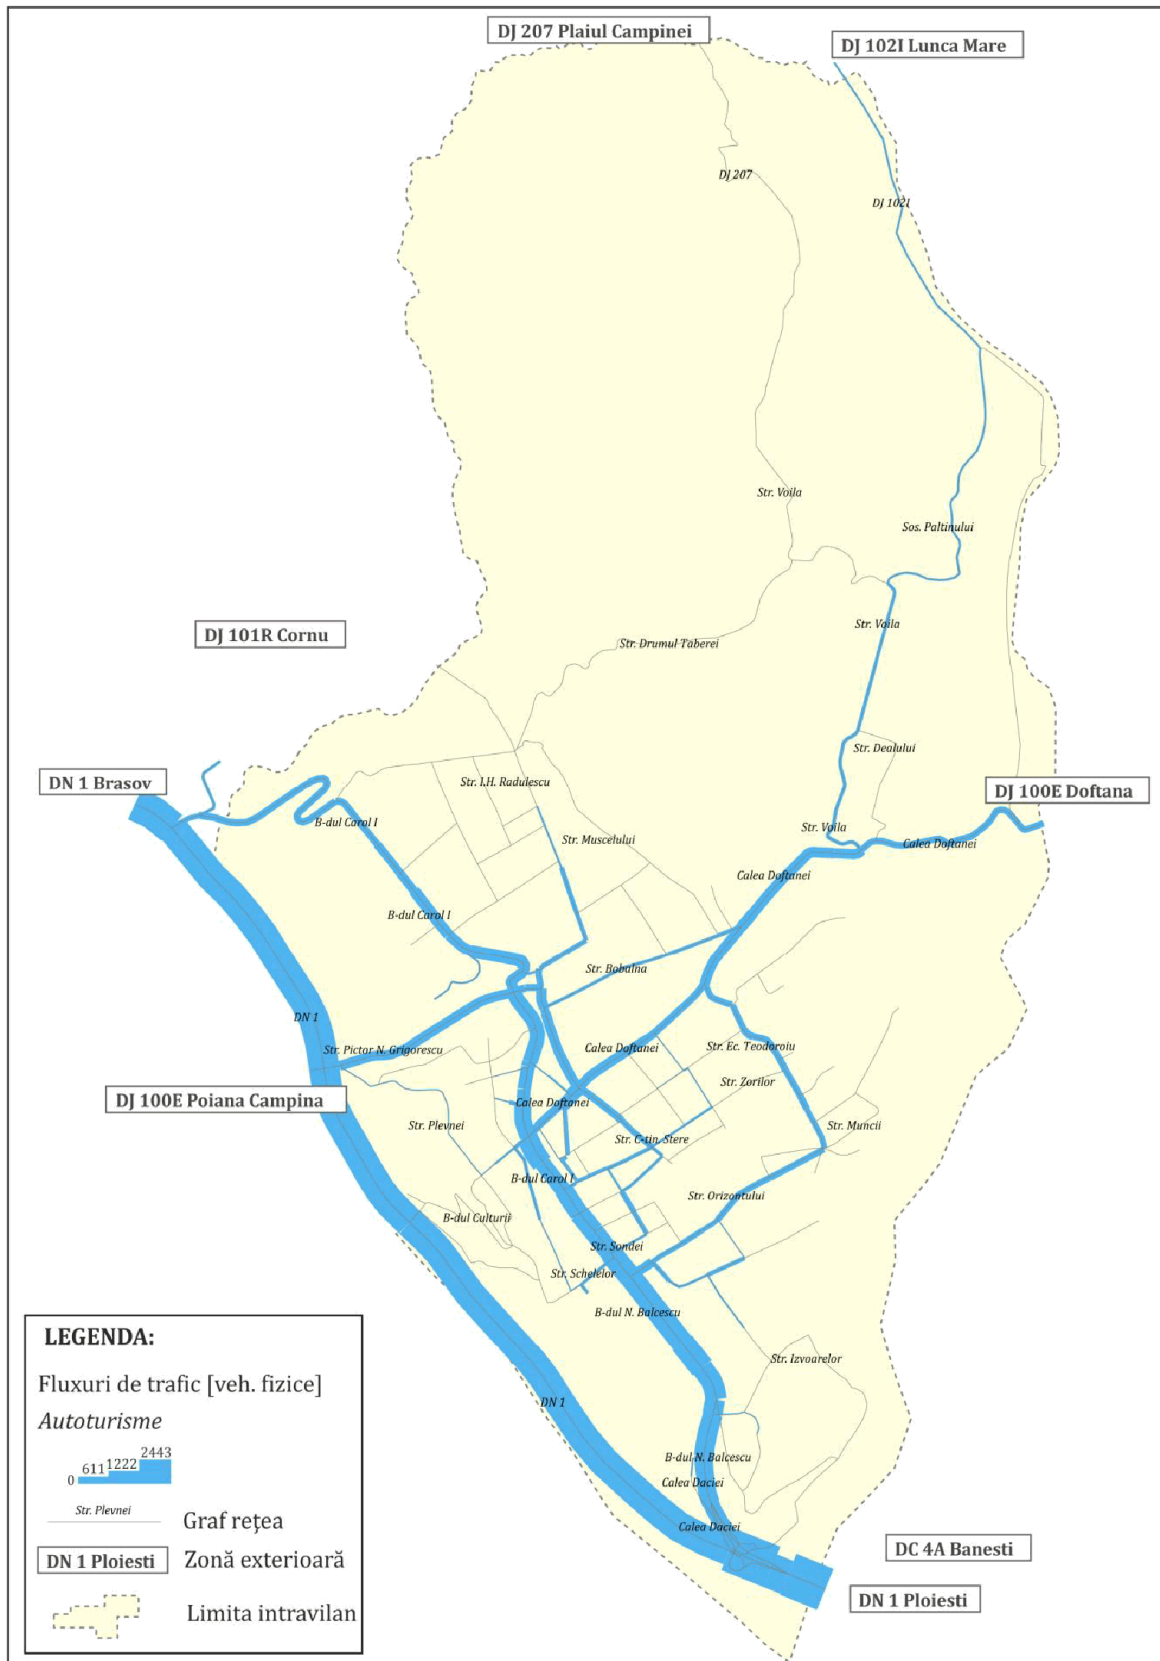 DJ 207 Plaiul Campinei
DJ 102I Lunca Mare
DJ 207
DJ 102I
Str. Voila
Sos. Paltinului
Str. Voila
DJ 101R Cornu
Str. Drumul Taberei
Str. Dealului
DN 1 Brasov
Str. I.H. Radulescu
DJ 100E Doftana
B-dul Carol I
Str. Muscelului
Str. Voila
Calea Doftanei
Calea Doftanei
B-dul Carol I
Str. Bobalna
DN 1
Str. Pictor N. Grigorescu
Calea Doftanei
Str. Ec. Teodoroiu
Str. Zorilor
DJ 100E Poiana Campina
Calea Doftanei
Str. Plevnei
Str. C-tin. Stere
Str. Muncii
B-dul Carol I
Str. Orizontului
B-dul Culturii
Str. Sondei
Str. Schelelor
B-dul N. Balcescu
Str. Izvoarelor
DN 1
B-dul N. Balcescu
Calea Daciei
Calea Daciei
DC 4A Banesti
DN 1 Ploiesti
LEGENDA:
Fluxuri de trafic [veh. fizice]
Autoturisme
0 611 1222 2443
Str. Plevnei
Graf rețea
DN 1 Ploiesti
Zonă exterioară
Limita intravilan